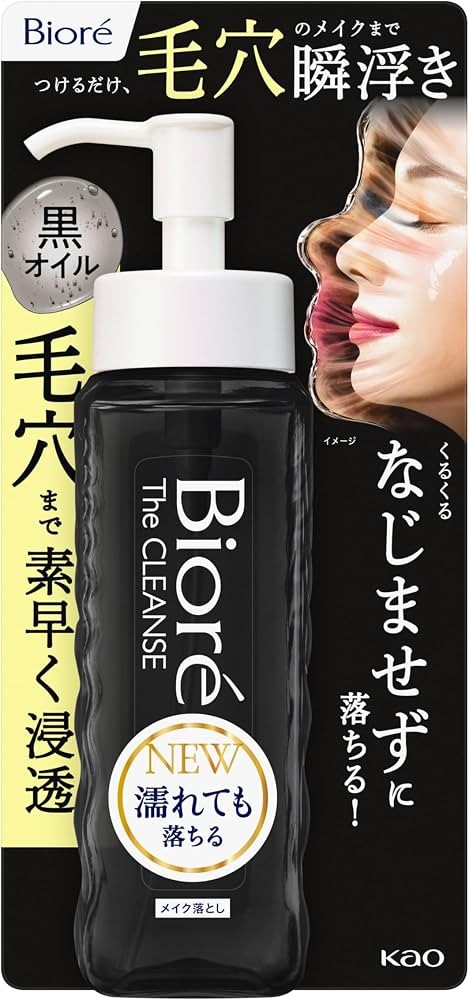 Bioré
つけるだけ、毛穴のメイクまで瞬浮き
黒
オイル
毛穴まで素早く浸透
イメージ
くるくる
なじませずに
落ちる!
Bioré
The CLEANSE
NEW
濡れても
落ちる
メイク落とし
Kao